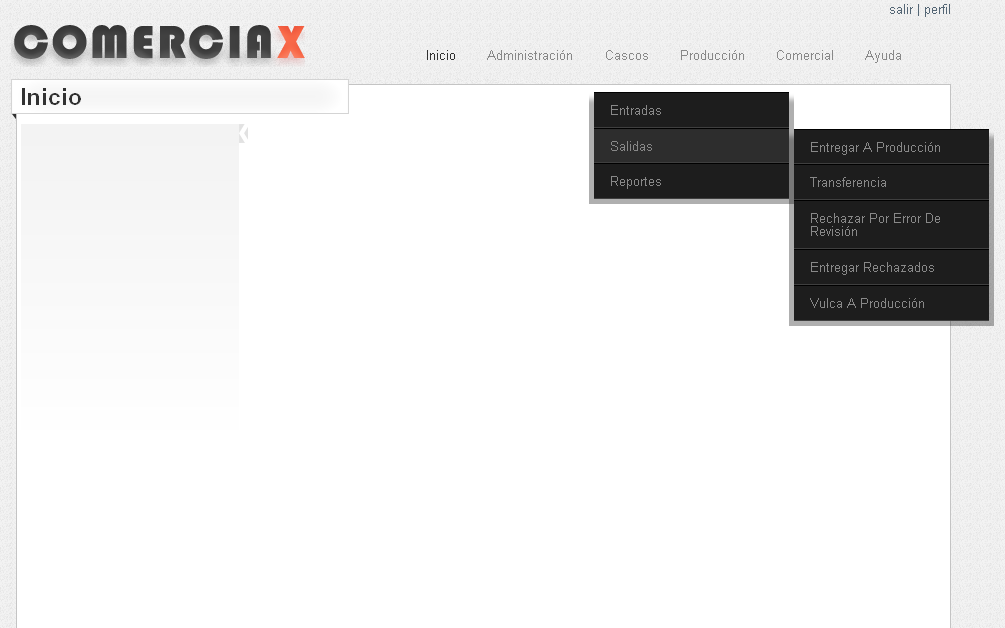 salir | perfil
COMERCIAX
Inicio Administración Cascos Producción Comercial Ayuda
Inicio
Entradas
Salidas
Reportes
Entregar A Producción
Transferencia
Rechazar Por Error De
Revisión
Entregar Rechazados
Vulca A Producción